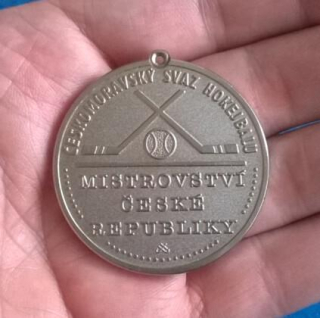 ČESKOMORAVSKÝ SVAZ HOKEJBALU
MISTROVSTVÍ
ČESKÉ
REPUBLIKY